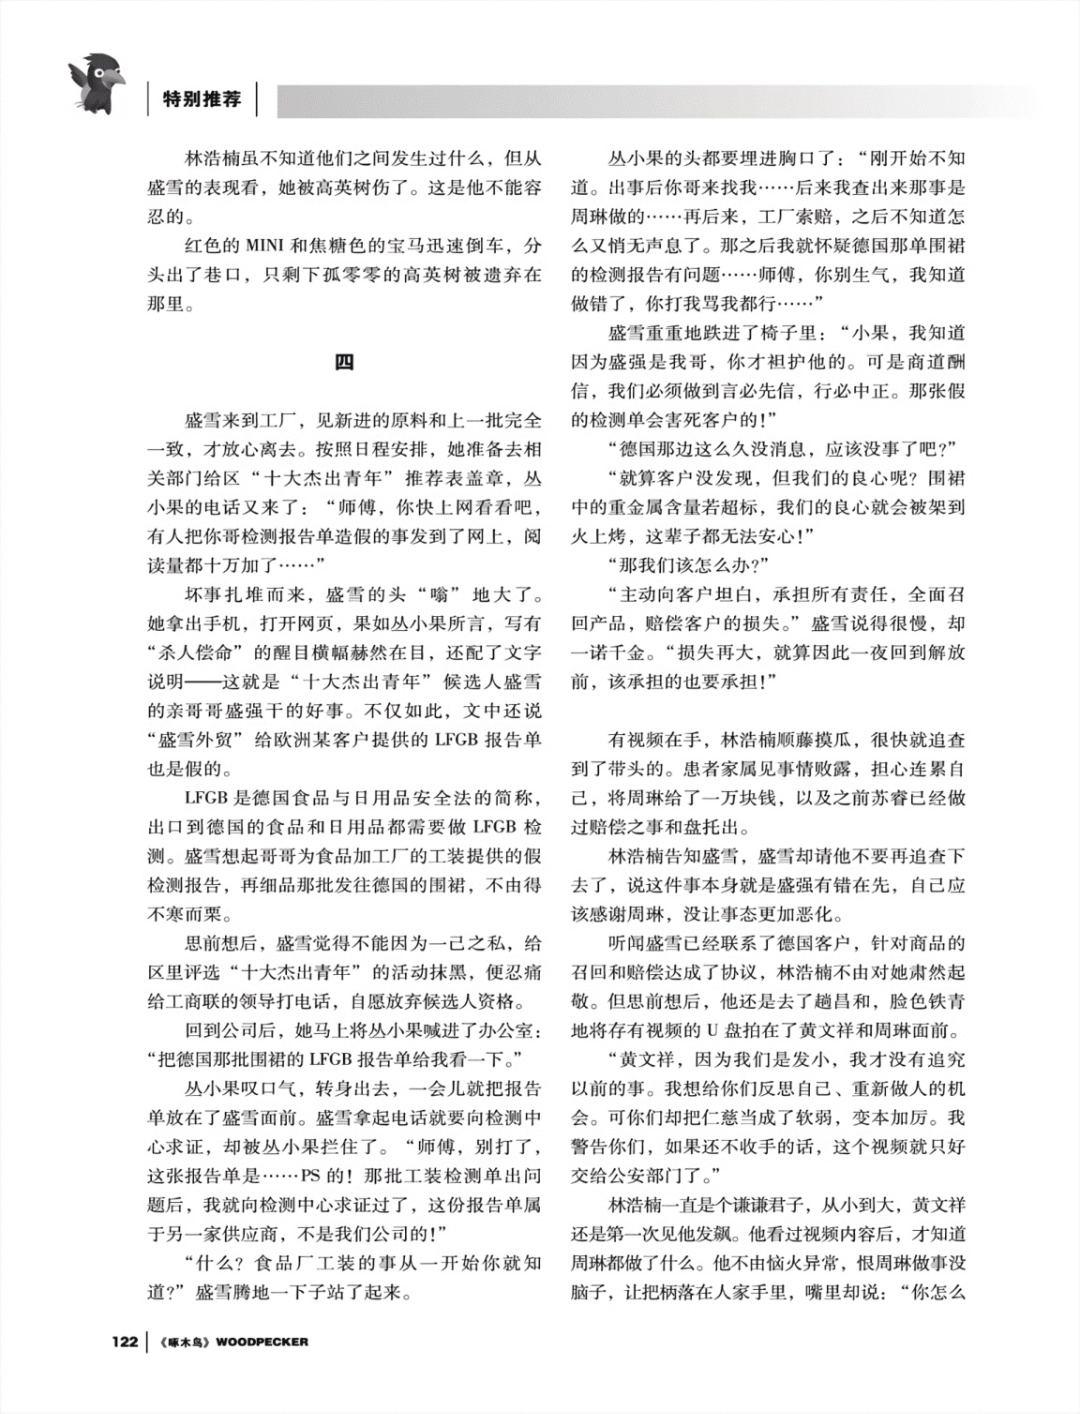 特别推荐
林浩楠虽不知道他们之间发生过什么，但从
盛雪的表现看，她被高英树伤了。这是他不能容
忍的。
红色的 MINI 和焦糖色的宝马迅速倒车，分
头出了巷口，只剩下孤零零的高英树被遗弃在
那里。
四
盛雪来到工厂，见新进的原料和上一批完全
一致，才放心离去。按照日程安排，她准备去相
关部门给区“十大杰出青年”推荐表盖章，丛
小果的电话又来了：“师傅，你快上网看看吧，
有人把你哥检测报告单造假的事发到了网上，阅
读量都十万加了……”
坏事扎堆而来，盛雪的头“嗡”地大了。
她拿出手机，打开网页，果如丛小果所言，写有
“杀人偿命”的醒目横幅赫然在目，还配了文字
说明——这就是“十大杰出青年”候选人盛雪
的亲哥哥盛强干的好事。不仅如此，文中还说
“盛雪外贸”给欧洲某客户提供的 LFGB 报告单
也是假的。
LFGB 是德国食品与日用品安全法的简称，
出口到德国的食品和日用品都需要做 LFGB 检
测。盛雪想起哥哥为食品加工厂的工装提供的假
检测报告，再细品那批发往德国的围裙，不由得
不寒而栗。
思前想后，盛雪觉得不能因为一己之私，给
区里评选“十大杰出青年”的活动抹黑，便忍痛
给工商联的领导打电话，自愿放弃候选人资格。
回到公司后，她马上将丛小果喊进了办公室：
“把德国那批围裙的 LFGB 报告单给我看一下。”
丛小果叹口气，转身出去，一会儿就把报告
单放在了盛雪面前。盛雪拿起电话就要向检测中
心求证，却被丛小果拦住了。“师傅，别打了，
这张报告单是……PS 的！那批工装检测单出问
题后，我就向检测中心求证过了，这份报告单属
于另一家供应商，不是我们公司的！”
“什么？食品厂工装的事从一开始你就知
道？”盛雪腾地一下子站了起来。
丛小果的头都要埋进胸口了：“刚开始不知
道。出事后你哥来找我……后来我查出来那事是
周琳做的……再后来，工厂索赔，之后不知道怎
么又悄无声息了。那之后我就怀疑德国那单围裙
的检测报告有问题……师傅，你别生气，我知道
做错了，你打我骂我都行……”
盛雪重重地跌进了椅子里：“小果，我知道
因为盛强是我哥，你才袒护他的。可是商道酬
信，我们必须做到言必先信，行必中正。那张假
的检测单会害死客户的！”
“德国那边这么久没消息，应该没事了吧？”
“就算客户没发现，但我们的良心呢？围裙
中的重金属含量若超标，我们的良心就会被架到
火上烤，这辈子都无法安心！”
“那我们该怎么办？”
“主动向客户坦白，承担所有责任，全面召
回产品，赔偿客户的损失。”盛雪说得很慢，却
一诺千金。“损失再大，就算因此一夜回到解放
前，该承担的也要承担！”
有视频在手，林浩楠顺藤摸瓜，很快就追查
到了带头的。患者家属见事情败露，担心连累自
己，将周琳给了一万块钱，以及之前苏睿已经做
过赔偿之事和盘托出。
林浩楠告知盛雪，盛雪却请他不要再追查下
去了，说这件事本身就是盛强有错在先，自己应
该感谢周琳，没让事态更加恶化。
听闻盛雪已经联系了德国客户，针对商品的
召回和赔偿达成了协议，林浩楠不由对她肃然起
敬。但思前想后，他还是去了趟昌和，脸色铁青
地将存有视频的 U 盘拍在了黄文祥和周琳面前。
“黄文祥，因为我们是发小，我才没有追究
以前的事。我想给你们反思自己、重新做人的机
会。可你们却把仁慈当成了软弱，变本加厉。我
警告你们，如果还不收手的话，这个视频就只好
交给公安部门了。”
林浩楠一直是个谦谦君子，从小到大，黄文祥
还是第一次见他发飙。他看过视频内容后，才知道
周琳都做了什么。他不由恼火异常，恨周琳做事没
脑子，让把柄落在人家手里，嘴里却说：“你怎么
122 《啄木鸟》WOODPECKER